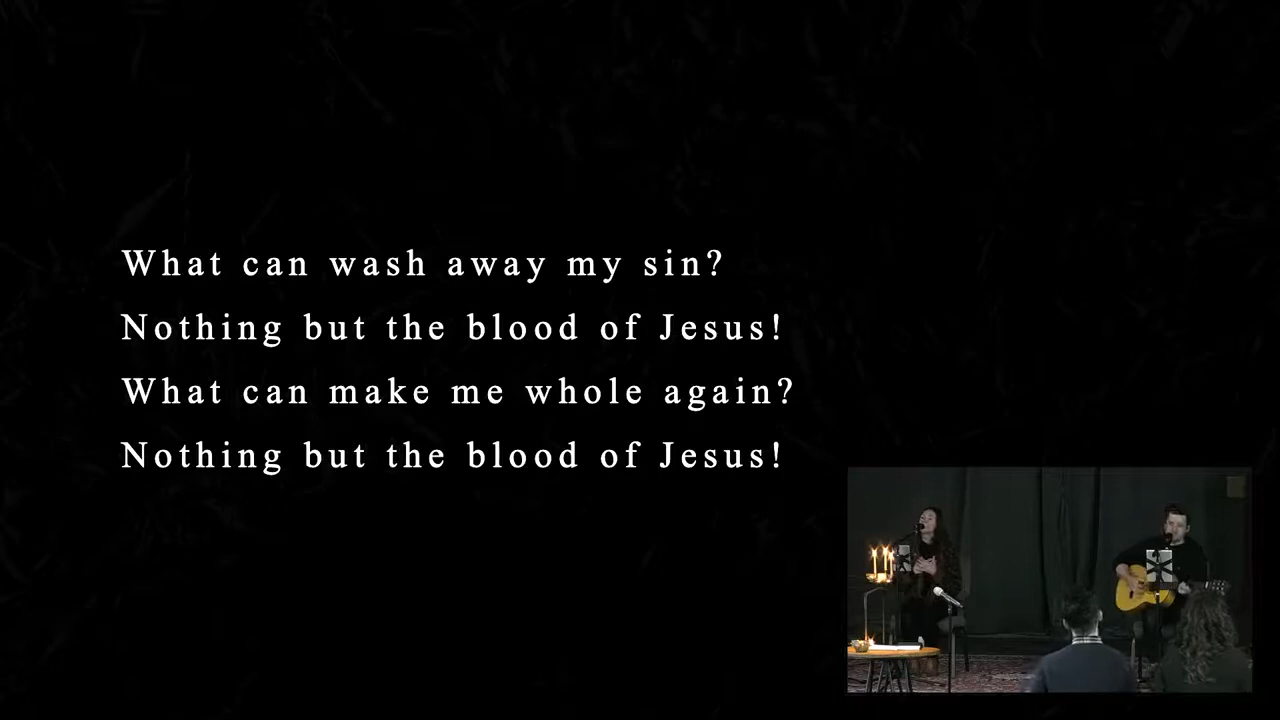 What can wash away my sin?
Nothing but the blood of Jesus!
What can make me whole again?
Nothing but the blood of Jesus!